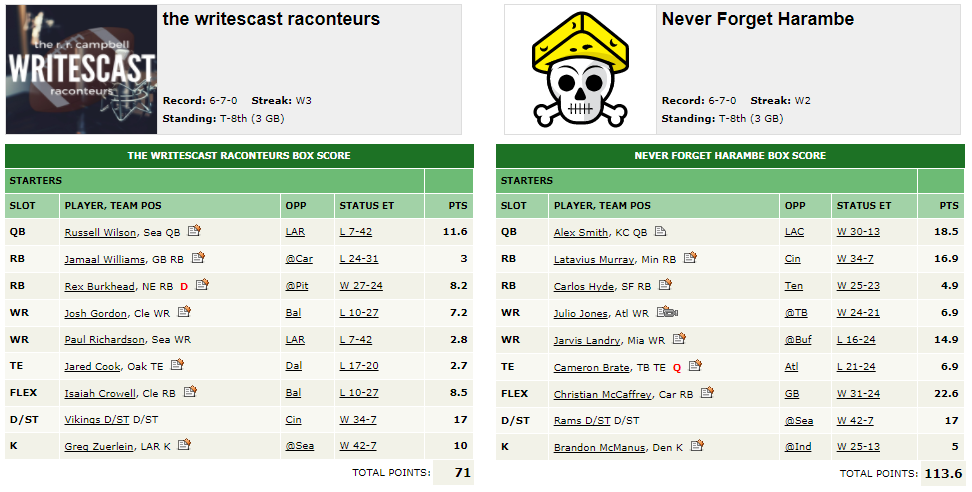 the writescast raconteurs
the r. r. campbell
WRITESCAST
raconteurs
Record: 6-7-0 Streak: W3
Standing: T-8th (3 GB)
Never Forget Harambe
Record: 6-7-0 Streak: W2
Standing: T-8th (3 GB)
THE WRITESCAST RACONTEURS BOX SCORE
STARTERS
SLOT PLAYER, TEAM POS OPP STATUS ET PTS
QB Russell Wilson, Sea QB LAR L 7-42 11.6
RB Jamaal Williams, GB RB @Car L 24-31 3
RB Rex Burkhead, NE RB D @Pit W 27-24 8.2
WR Josh Gordon, Cle WR Bal L 10-27 7.2
WR Paul Richardson, Sea WR LAR L 7-42 2.8
TE Jared Cook, Oak TE Dal L 17-20 2.7
FLEX Isaiah Crowell, Cle RB Bal L 10-27 8.5
D/ST Vikings D/ST D/ST Cin W 34-7 17
K Greg Zuerlein, LAR K @Sea W 42-7 10
TOTAL POINTS: 71
NEVER FORGET HARAMBE BOX SCORE
STARTERS
SLOT PLAYER, TEAM POS OPP STATUS ET PTS
QB Alex Smith, KC QB LAC W 30-13 18.5
RB Latavius Murray, Min RB Cin W 34-7 16.9
RB Carlos Hyde, SF RB Ten W 25-23 4.9
WR Julio Jones, Atl WR @TB W 24-21 6.9
WR Jarvis Landry, Mia WR @Buf L 16-24 14.9
TE Cameron Brate, TB TE Q Atl L 21-24 6.9
FLEX Christian McCaffrey, Car RB GB W 31-24 22.6
D/ST Rams D/ST D/ST @Sea W 42-7 17
K Brandon McManus, Den K @Ind W 25-13 5
TOTAL POINTS: 113.6